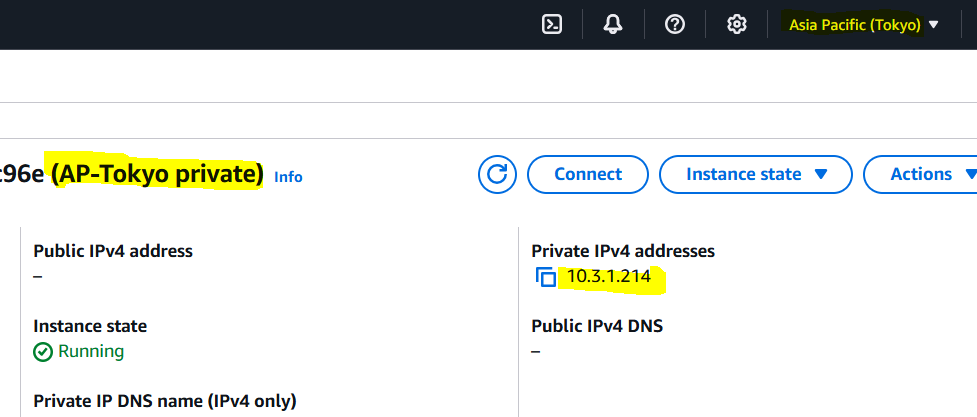 Asia Pacific (Tokyo)
96e (AP-Tokyo private) Info
Connect
Instance state
Actions
Public IPv4 address
–
Private IPv4 addresses
10.3.1.214
Instance state
Running
Public IPv4 DNS
–
Private IP DNS name (IPv4 only)